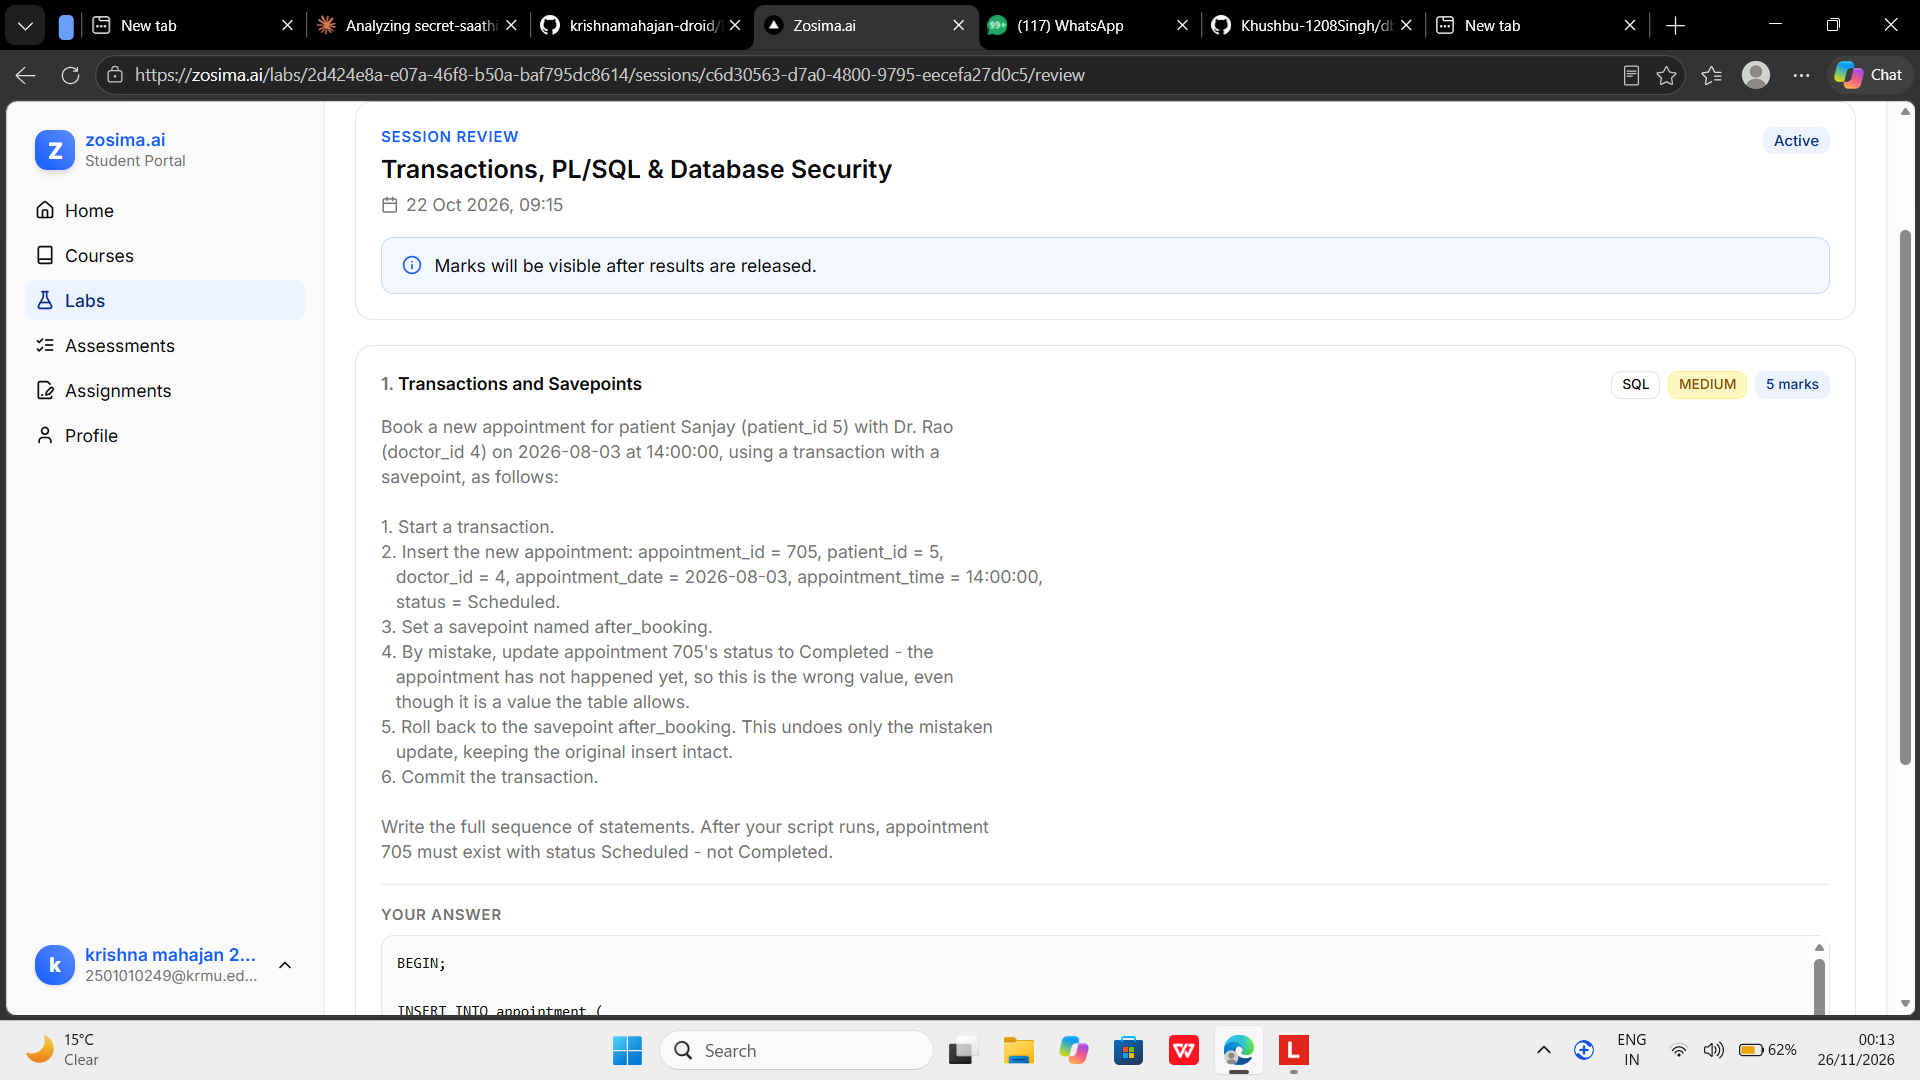 New tab
Analyzing secret-saathi
krishnamahajan-droid/
Zosima.ai
99+
(117) WhatsApp
Khushbu-1208Singh/db
New tab
https://zosima.ai/labs/2d424e8a-e07a-46f8-b50a-baf795dc8614/sessions/c6d30563-d7a0-4800-9795-eecefa27d0c5/review
Chat
Z
zosima.ai
Student Portal
Home
Courses
Labs
Assessments
Assignments
Profile
k
krishna mahajan 2...
2501010249@krmu.ed...
SESSION REVIEW
Active
Transactions, PL/SQL & Database Security
22 Oct 2026, 09:15
Marks will be visible after results are released.
1. Transactions and Savepoints
SQL MEDIUM 5 marks
Book a new appointment for patient Sanjay (patient_id 5) with Dr. Rao
(doctor_id 4) on 2026-08-03 at 14:00:00, using a transaction with a
savepoint, as follows:
1. Start a transaction.
2. Insert the new appointment: appointment_id = 705, patient_id = 5,
doctor_id = 4, appointment_date = 2026-08-03, appointment_time = 14:00:00,
status = Scheduled.
3. Set a savepoint named after_booking.
4. By mistake, update appointment 705's status to Completed - the
appointment has not happened yet, so this is the wrong value, even
though it is a value the table allows.
5. Roll back to the savepoint after_booking. This undoes only the mistaken
update, keeping the original insert intact.
6. Commit the transaction.
Write the full sequence of statements. After your script runs, appointment
705 must exist with status Scheduled - not Completed.
YOUR ANSWER
BEGIN;
INSERT INTO appointment (
15°C
Clear
Search
W
L
ENG
IN
62%
00:13
26/11/2026